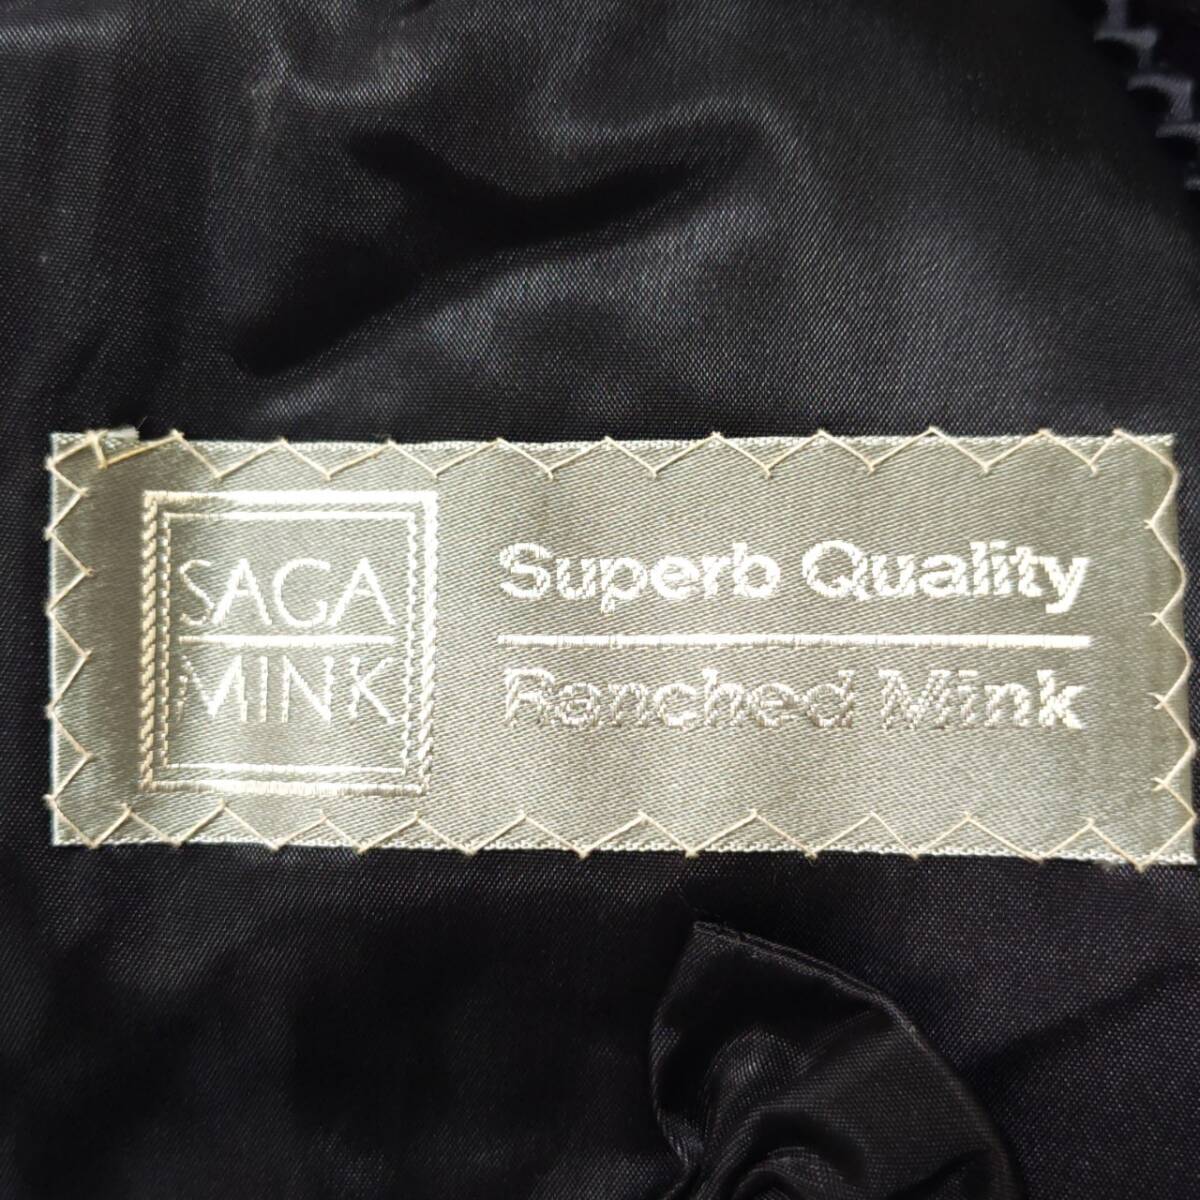 SAGA
MINK
Superb Quality
Ranched Mink